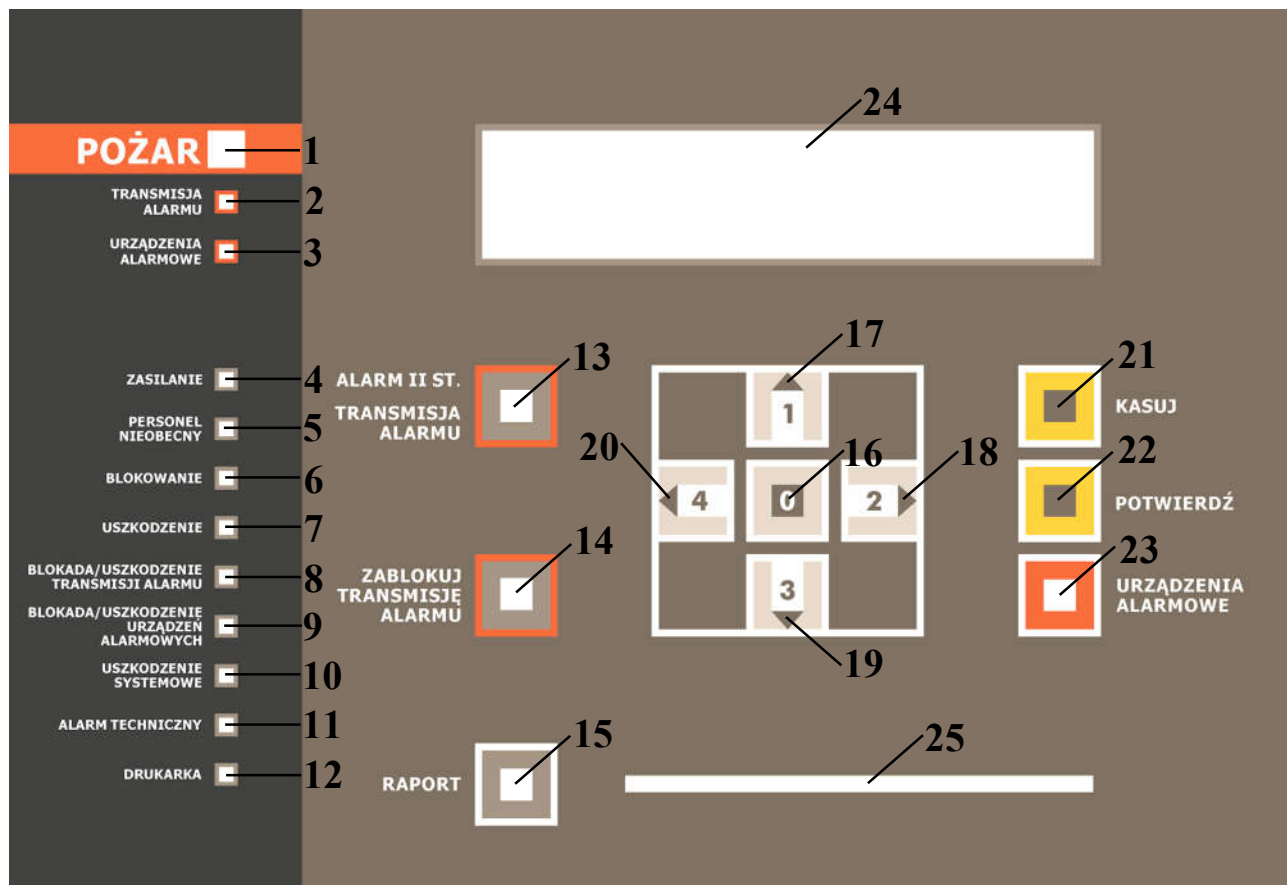 24
POŻAR
1
TRANSMISJA
ALARMU
2
URZĄDZENIA
ALARMOWE
3
ZASILANIE
4
PERSONEL
NIEOBECNY
5
BLOKOWANIE
6
USZKODZENIE
7
BLOKADA/USZKODZENIE
TRANSMISJI ALARMU
8
BLOKADA/USZKODZENIE
URZĄDZEŃ
ALARMOWYCH
9
USZKODZENIE
SYSTEMOWE
10
ALARM TECHNICZNY
11
DRUKARKA
12
ALARM II ST.
TRANSMISJA
ALARMU
13
ZABLOKUJ
TRANSMISJĘ
ALARMU
14
RAPORT
15
17
1
20
4
16
0
18
2
3
19
21
KASUJ
22
POTWIERDŹ
23
URZĄDZENIA
ALARMOWE
25